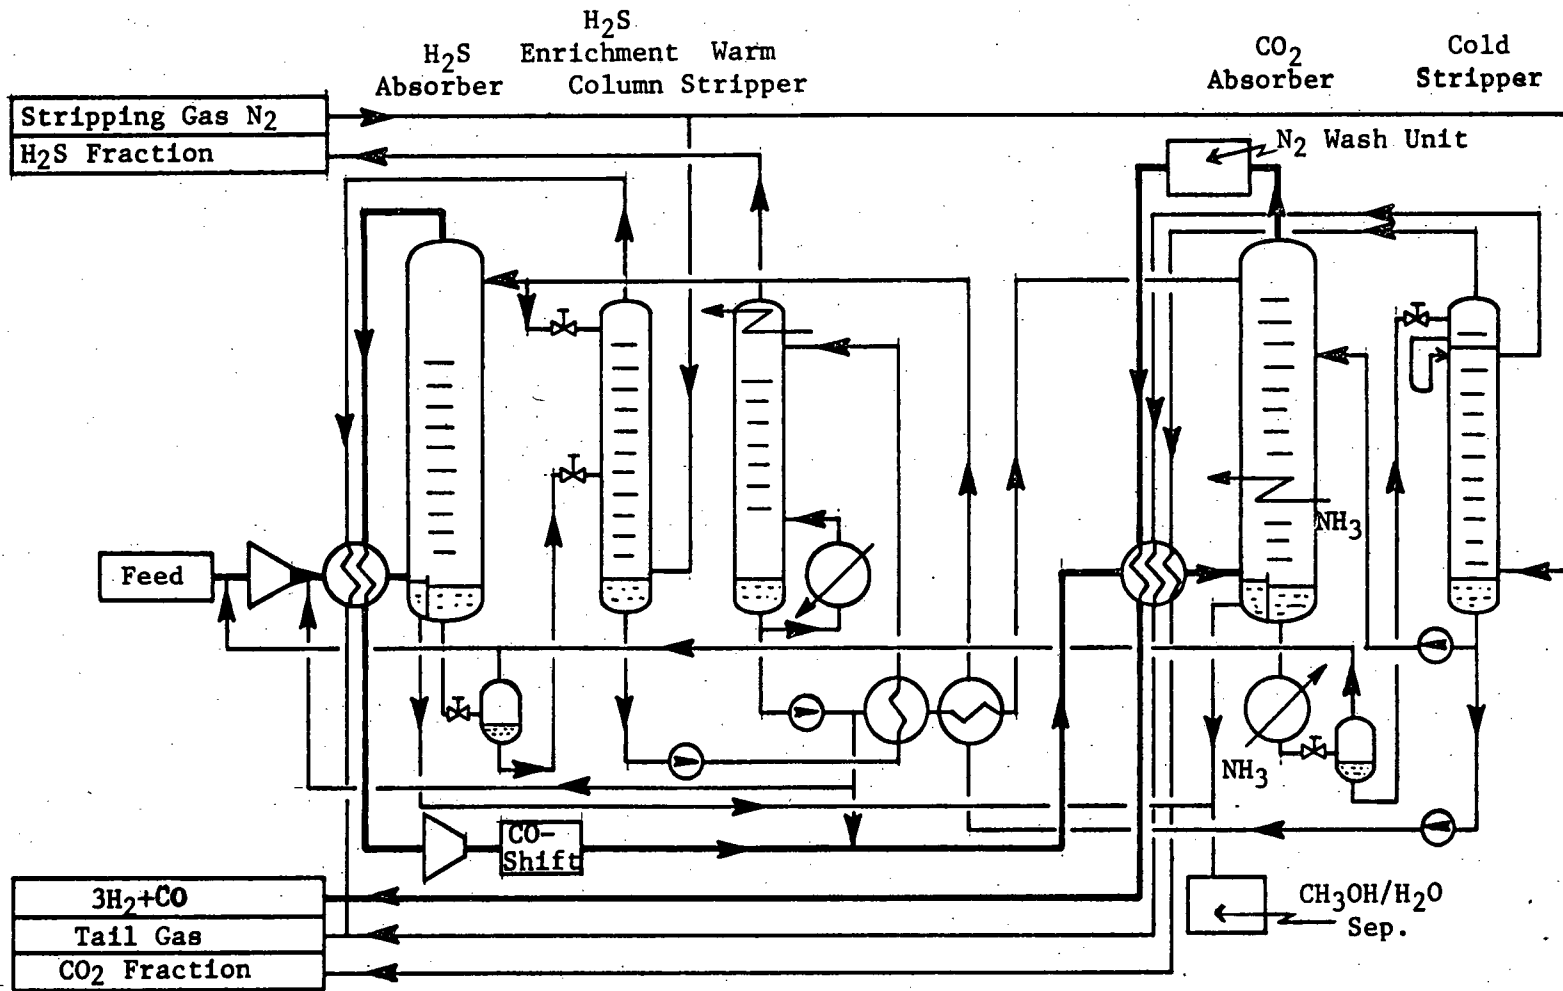 H2S
Absorber
H2S
Enrichment
Column
Warm
Stripper
CO2
Absorber
Cold
Stripper
Stripping Gas N2
H2S Fraction
N2 Wash Unit
Feed
NH3
NH3
CO-
Shift
CH3OH/H2O
Sep.
3H2+CO
Tail Gas
CO2 Fraction